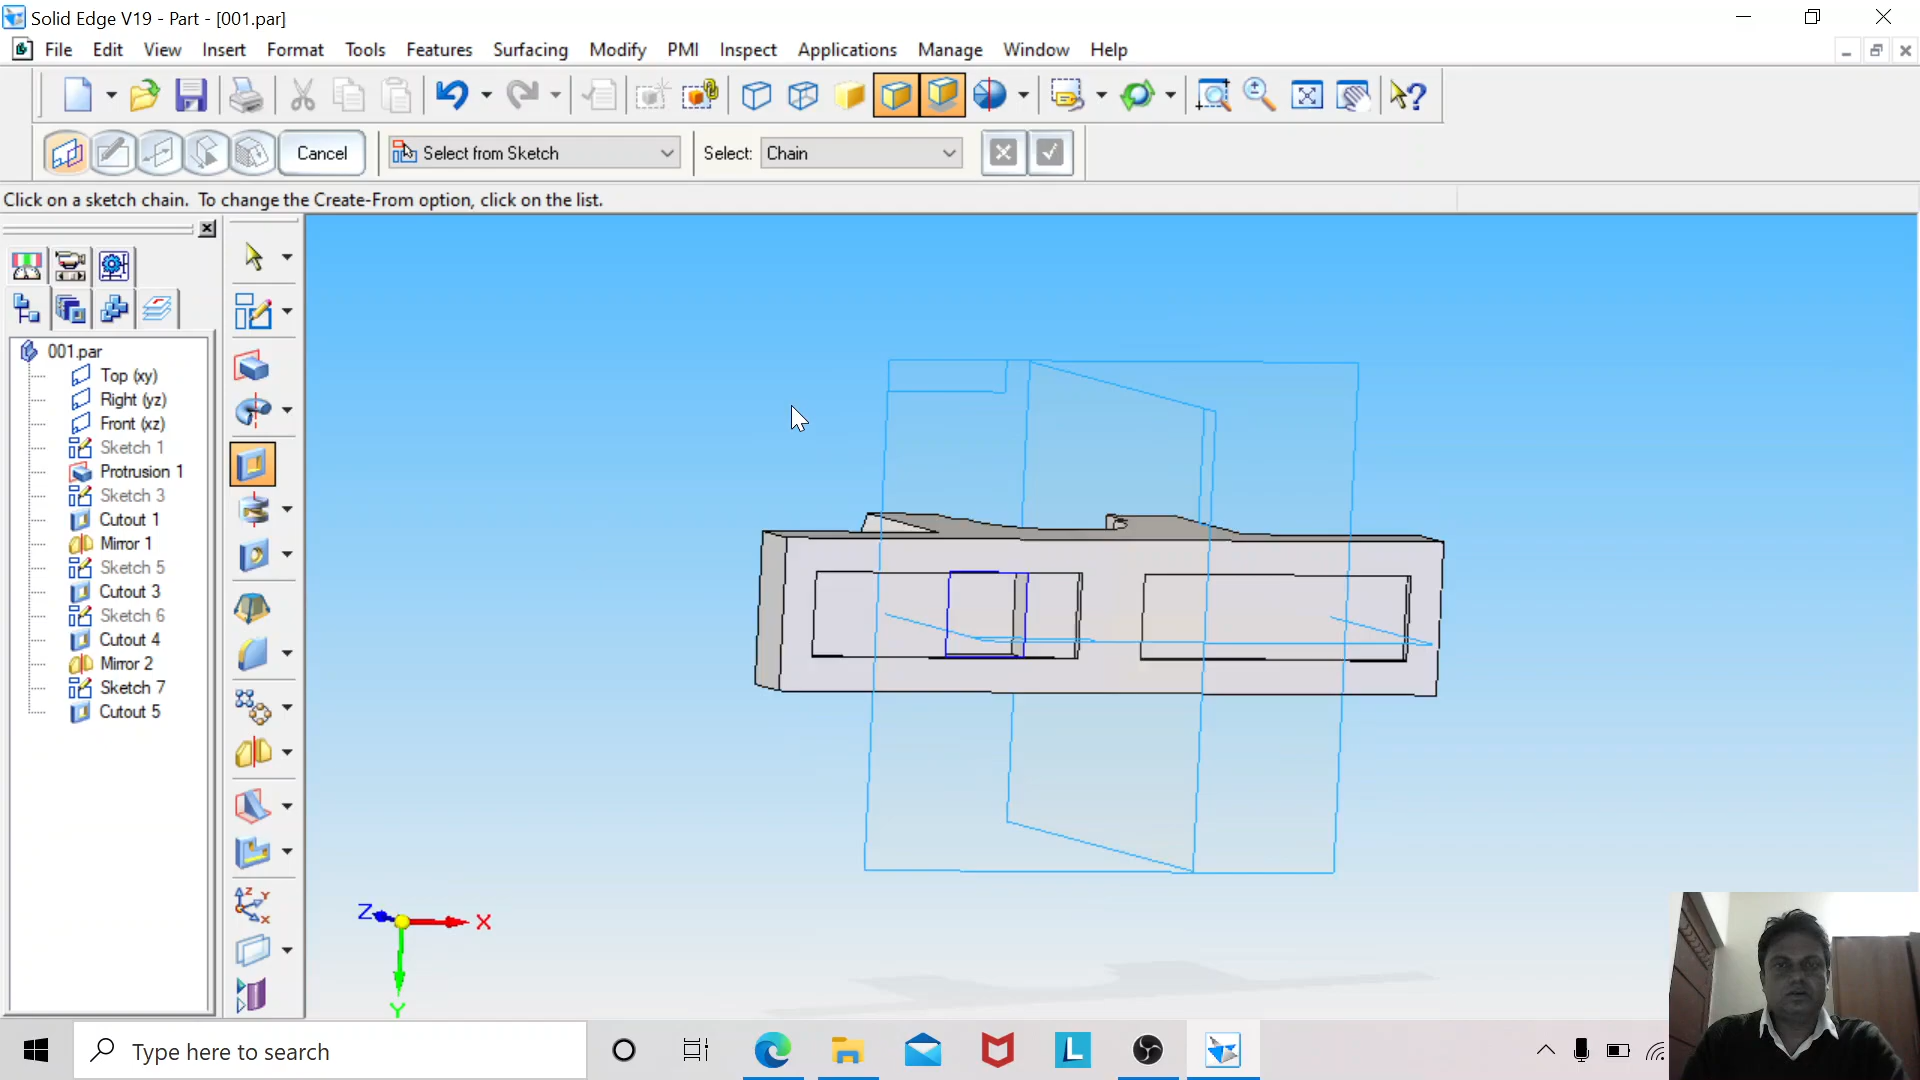 Solid Edge V19 - Part - [001.par]
File Edit View Insert Format Tools Features Surfacing Modify PMI Inspect Applications Manage Window Help
Cancel Select from Sketch Select: Chain
Click on a sketch chain. To change the Create-From option, click on the list.
001.par
Top (xy)
Right (yz)
Front (xz)
Sketch 1
Protrusion 1
Sketch 3
Cutout 1
Mirror 1
Sketch 5
Cutout 3
Sketch 6
Cutout 4
Mirror 2
Sketch 7
Cutout 5
Z X
Y
Type here to search